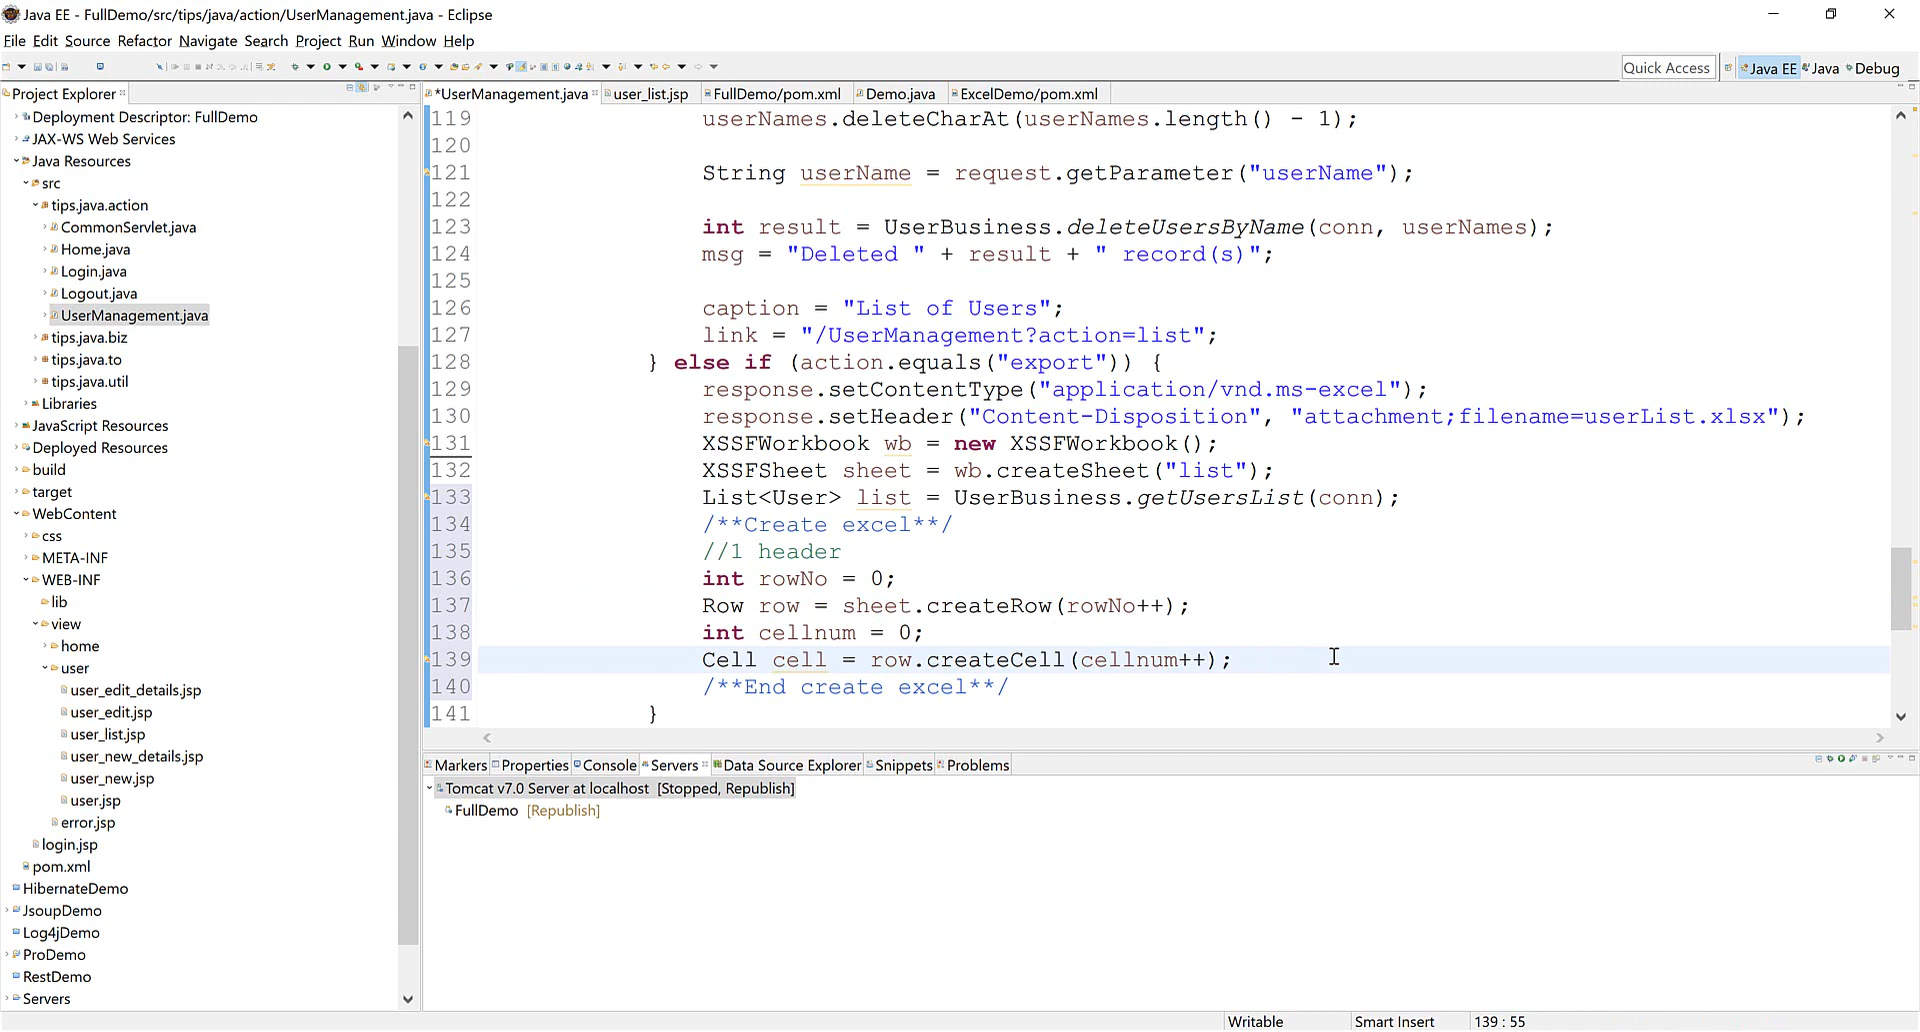 Java EE - FullDemo/src/tips/java/action/UserManagement.java - Eclipse
File Edit Source Refactor Navigate Search Project Run Window Help
Quick Access
Java EE Java Debug
Project Explorer
Deployment Descriptor: FullDemo
JAX-WS Web Services
Java Resources
src
tips.java.action
CommonServlet.java
Home.java
Login.java
Logout.java
UserManagement.java
tips.java.biz
tips.java.to
tips.java.util
Libraries
JavaScript Resources
Deployed Resources
build
target
WebContent
css
META-INF
WEB-INF
lib
view
home
user
user_edit_details.jsp
user_edit.jsp
user_list.jsp
user_new_details.jsp
user_new.jsp
user.jsp
error.jsp
login.jsp
pom.xml
HibernateDemo
JsoupDemo
Log4jDemo
ProDemo
RestDemo
Servers
*UserManagement.java user_list.jsp FullDemo/pom.xml Demo.java ExcelDemo/pom.xml
119 userNames.deleteCharAt(userNames.length() - 1);
120
121 String userName = request.getParameter("userName");
122
123 int result = UserBusiness.deleteUsersByName(conn, userNames);
124 msg = "Deleted " + result + " record(s)";
125
126 caption = "List of Users";
127 link = "/UserManagement?action=list";
128 } else if (action.equals("export")) {
129 response.setContentType("application/vnd.ms-excel");
130 response.setHeader("Content-Disposition", "attachment;filename=userList.xlsx");
131 XSSFWorkbook wb = new XSSFWorkbook();
132 XSSFSheet sheet = wb.createSheet("list");
133 List<User> list = UserBusiness.getUsersList(conn);
134 /**Create excel**/
135 //1 header
136 int rowNo = 0;
137 Row row = sheet.createRow(rowNo++);
138 int cellnum = 0;
139 Cell cell = row.createCell(cellnum++);
140 /**End create excel**/
141 }
Markers Properties Console Servers Data Source Explorer Snippets Problems
Tomcat v7.0 Server at localhost [Stopped, Republish]
FullDemo [Republish]
Writable Smart Insert 139 : 55